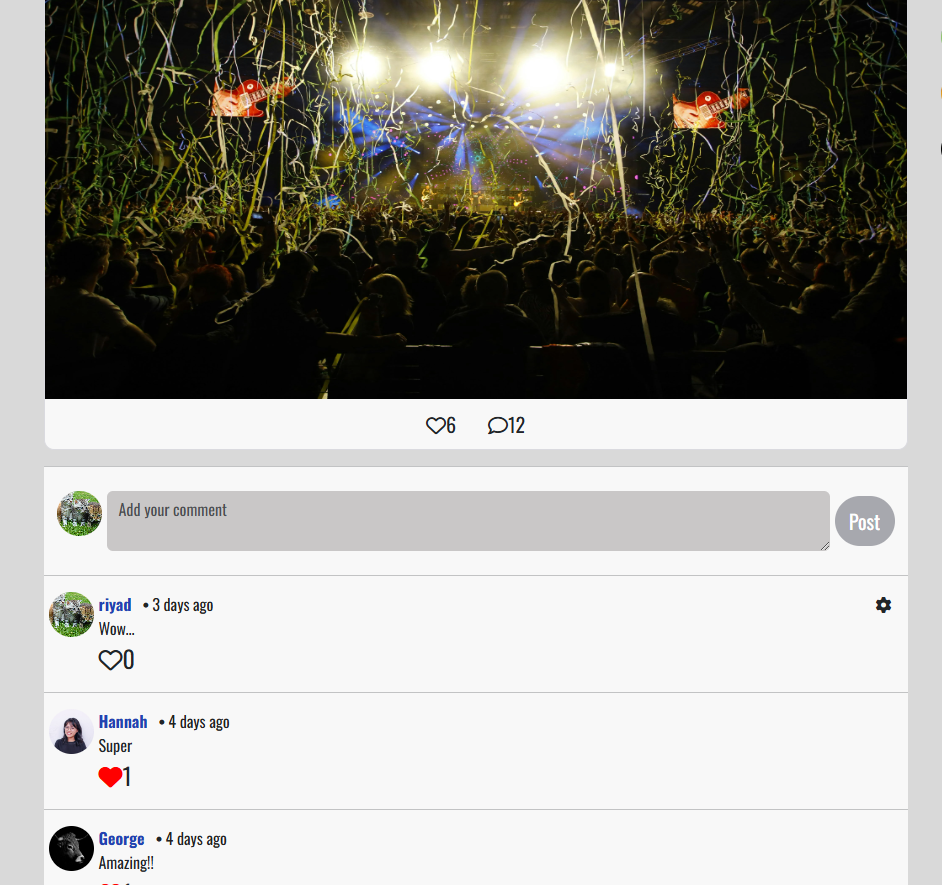 6 12
Add your comment
Post
riyad • 3 days ago
Wow...
0
Hannah • 4 days ago
Super
1
George • 4 days ago
Amazing!!